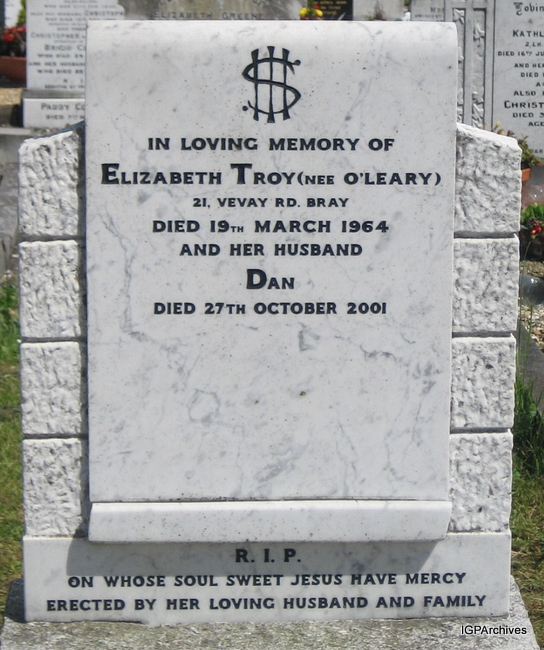 IHS
IN LOVING MEMORY OF
ELIZABETH TROY (NEE O'LEARY)
21, VEVAY RD. BRAY
DIED 19TH MARCH 1964
AND HER HUSBAND
DAN
DIED 27TH OCTOBER 2001
R. I. P.
ON WHOSE SOUL SWEET JESUS HAVE MERCY
ERECTED BY HER LOVING HUSBAND AND FAMILY
IGPArchives